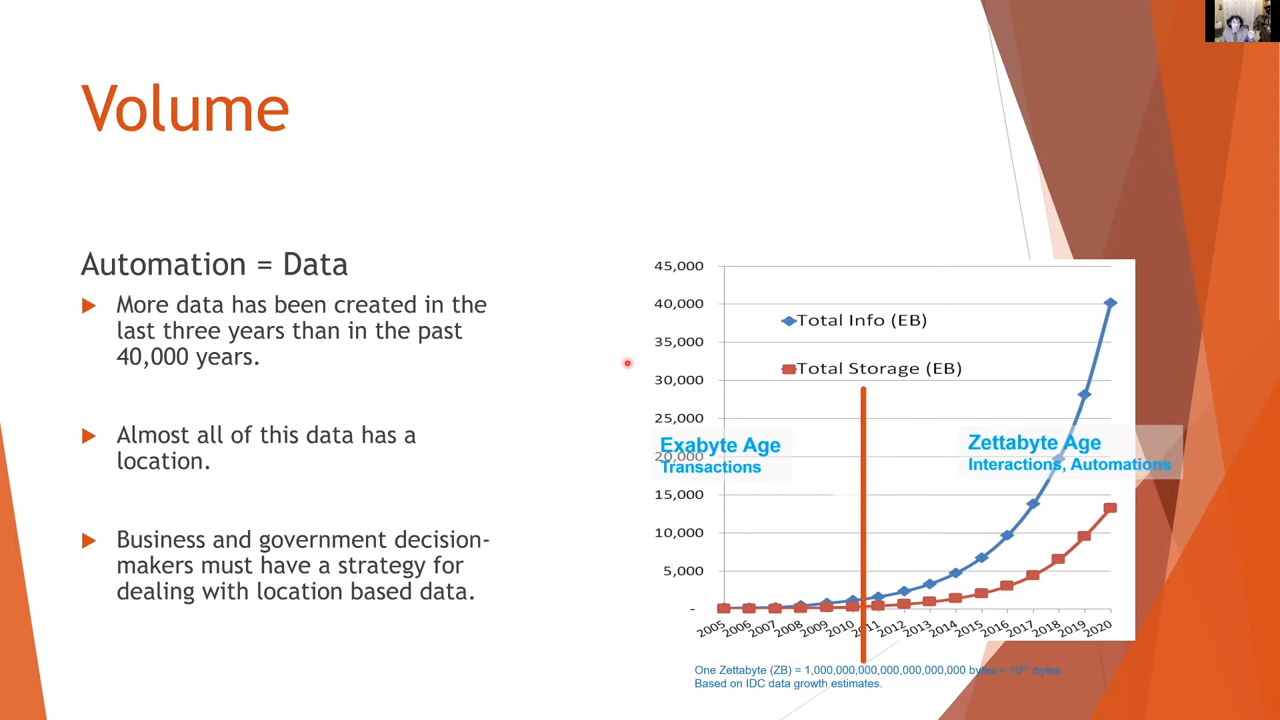 Volume
Automation = Data
More data has been created in the
last three years than in the past
40,000 years.
Almost all of this data has a
location.
Business and government decision-
makers must have a strategy for
dealing with location based data.
45,000
40,000
35,000
30,000
25,000
20,000
15,000
10,000
5,000
-
Total Info (EB)
Total Storage (EB)
Exabyte Age
Transactions
Zettabyte Age
Interactions, Automations
2005 2006 2007 2008 2009 2010 2011 2012 2013 2014 2015 2016 2017 2018 2019 2020
One Zettabyte (ZB) = 1,000,000,000,000,000,000,000 bytes = 10²¹ bytes
Based on IDC data growth estimates.